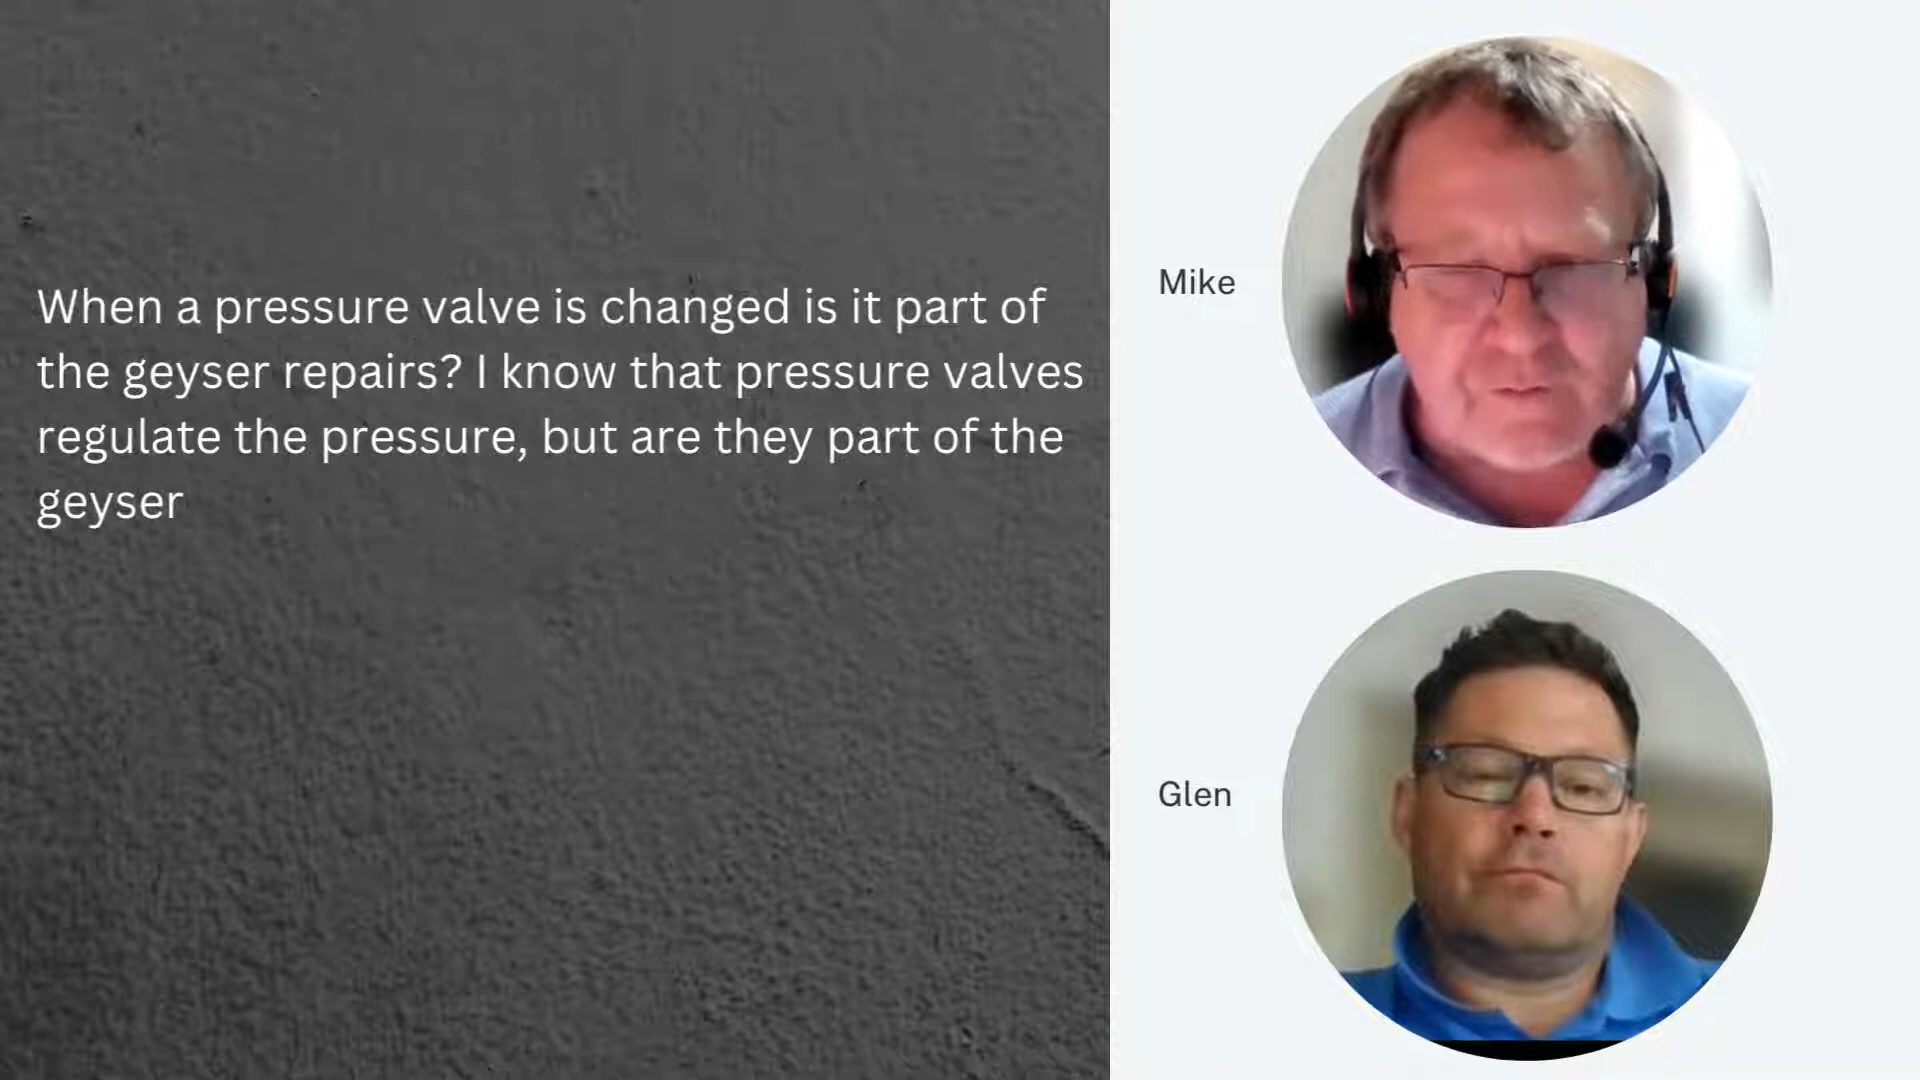 When a pressure valve is changed is it part of
the geyser repairs? I know that pressure valves
regulate the pressure, but are they part of the
geyser
Mike
Glen